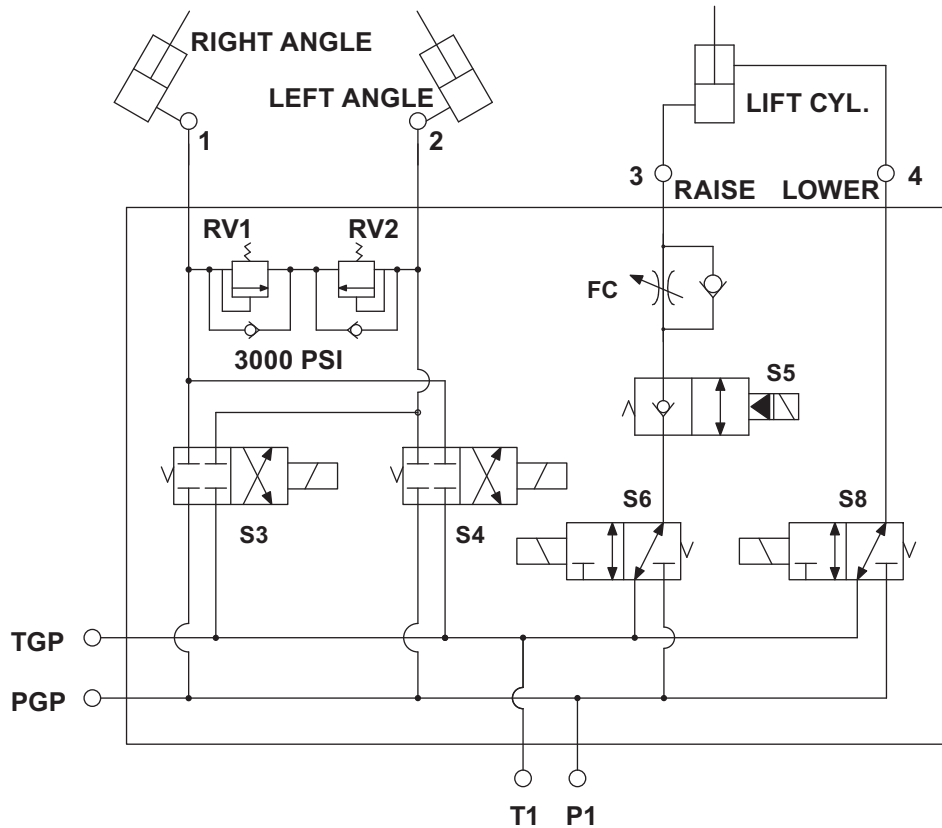 RIGHT ANGLE
LEFT ANGLE
LIFT CYL.
1
2
3 RAISE LOWER 4
RV1 RV2
FC
3000 PSI
S5
S3 S4 S6 S8
TGP
PGP
T1 P1